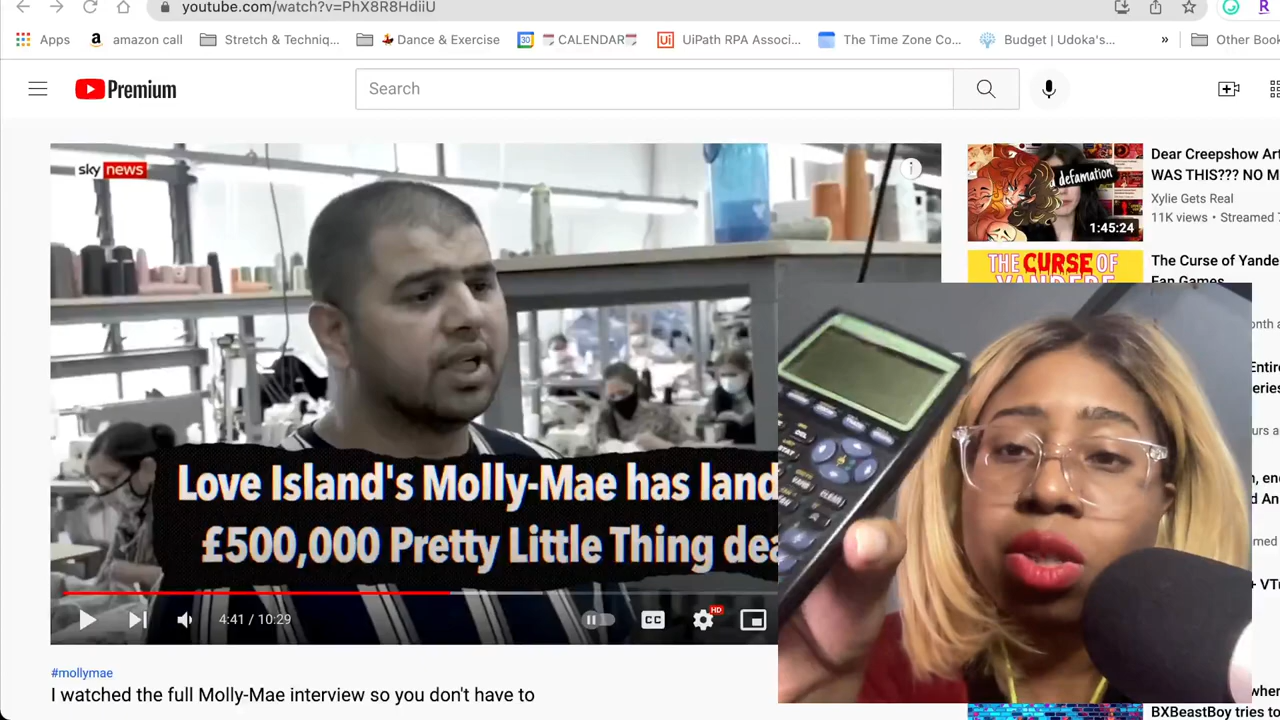 youtube.com/watch?v=PhX8R8HdiiU
Apps
amazon call
Stretch & Techniq...
Dance & Exercise
CALENDAR
UiPath RPA Associ...
The Time Zone Co...
Budget | Udoka's...
»
Other Book
Premium
Search
sky news
Love Island's Molly-Mae has land
£500,000 Pretty Little Thing dea
4:41 / 10:29
CC
HD
#mollymae
I watched the full Molly-Mae interview so you don't have to
defamation
1:45:24
Dear Creepshow Art
WAS THIS??? NO M
Xylie Gets Real
11K views • Streamed 7
THE CURSE OF
The Curse of Yande
Fan Games
BXBeastBoy tries to